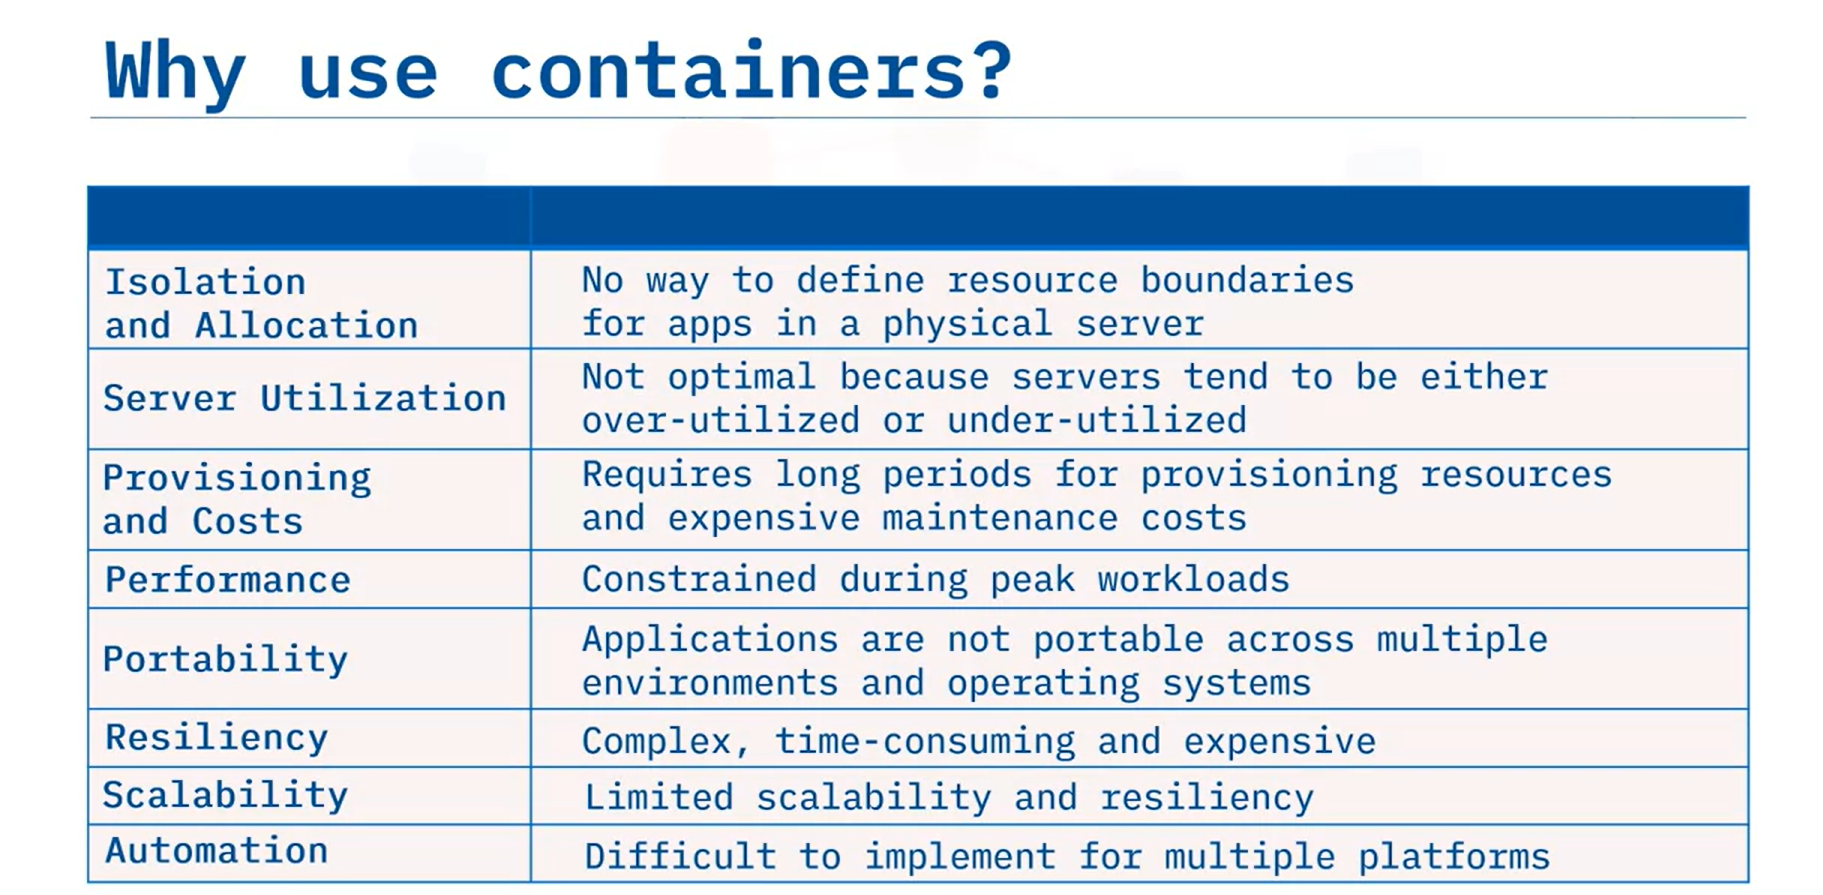 Why use containers?
Isolation
and Allocation
No way to define resource boundaries
for apps in a physical server
Server Utilization
Not optimal because servers tend to be either
over-utilized or under-utilized
Provisioning
and Costs
Requires long periods for provisioning resources
and expensive maintenance costs
Performance
Constrained during peak workloads
Portability
Applications are not portable across multiple
environments and operating systems
Resiliency
Complex, time-consuming and expensive
Scalability
Limited scalability and resiliency
Automation
Difficult to implement for multiple platforms